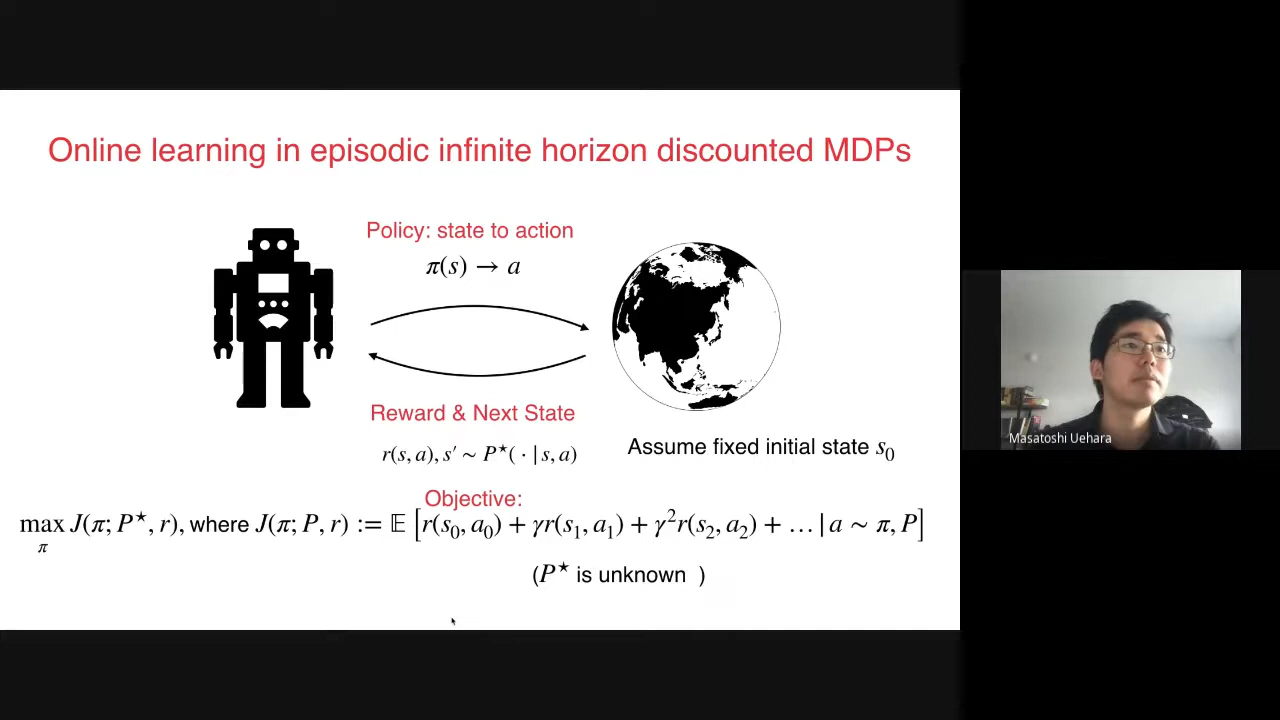 Online learning in episodic infinite horizon discounted MDPs
Policy: state to action
π(s) → a
Reward & Next State
r(s, a), s′ ∼ P⋆( · | s, a)
Assume fixed initial state s₀
Objective:
max_π J(π; P⋆, r), where J(π; P, r) := 𝔼 [r(s₀, a₀) + γr(s₁, a₁) + γ²r(s₂, a₂) + … | a ∼ π, P]
(P⋆ is unknown )
Masatoshi Uehara